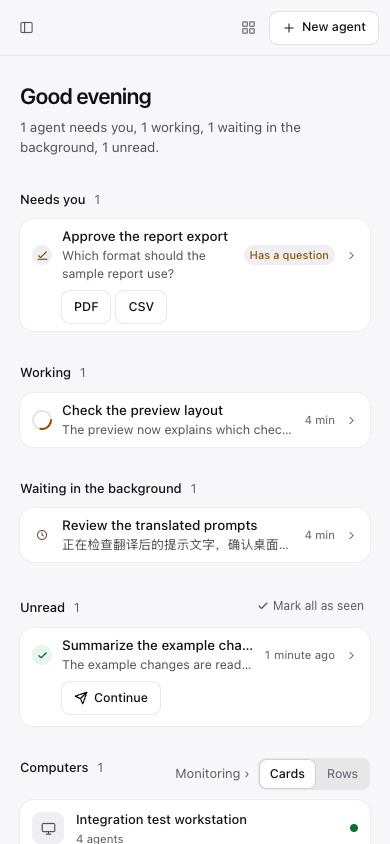 New agent
Good evening
1 agent needs you, 1 working, 1 waiting in the
background, 1 unread.
Needs you 1
Approve the report export
Which format should the
sample report use?
Has a question
PDF CSV
Working 1
Check the preview layout
The preview now explains which chec...
4 min
Waiting in the background 1
Review the translated prompts
正在检查翻译后的提示文字，确认桌面...
4 min
Unread 1
Mark all as seen
Summarize the example cha...
The example changes are read...
1 minute ago
Continue
Computers 1
Monitoring ›
Cards Rows
Integration test workstation
4 agents